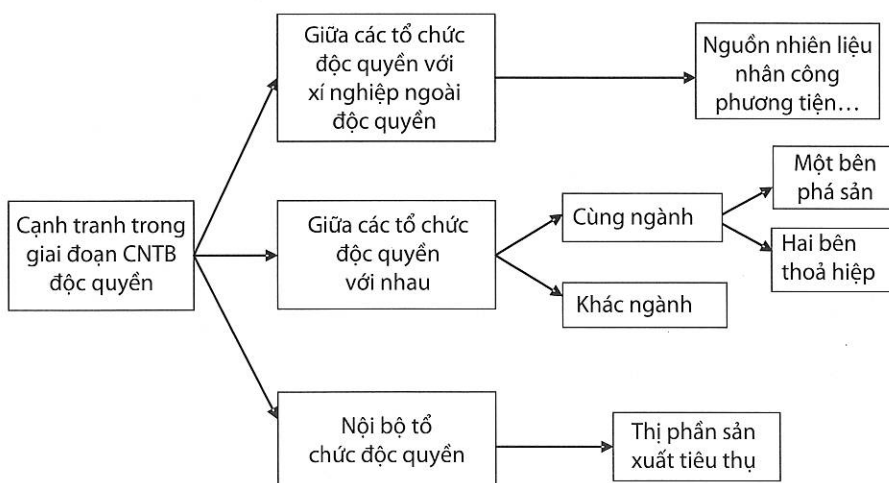 Giữa các tổ chức
độc quyền với
xí nghiệp ngoài
độc quyền
Nguồn nhiên liệu
nhân công
phương tiện...
Cạnh tranh trong
giai đoạn CNTB
độc quyền
Giữa các tổ chức
độc quyền
với nhau
Cùng ngành
Một bên
phá sản
Hai bên
thoả hiệp
Khác ngành
Nội bộ tổ
chức độc quyền
Thị phần sản
xuất tiêu thụ